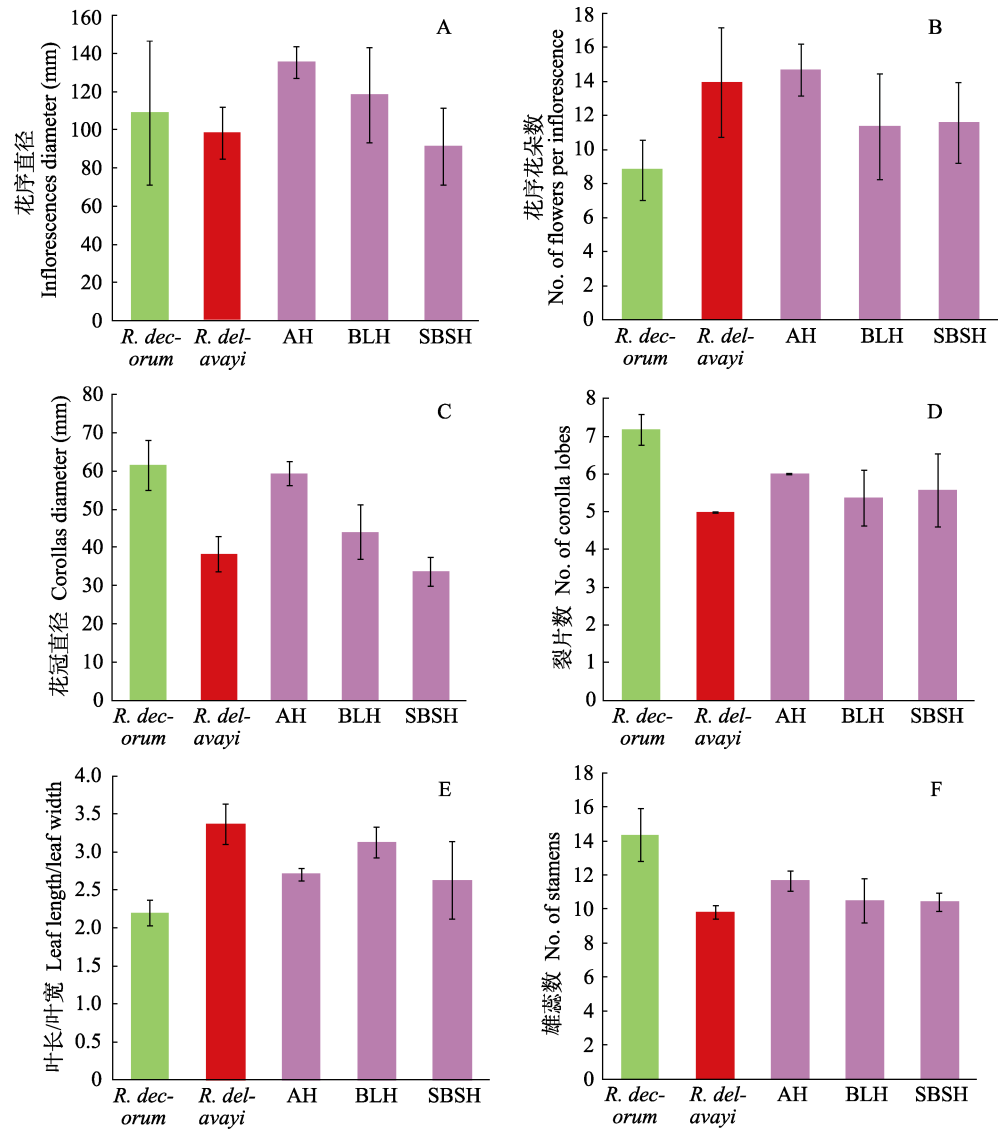 A
花序直径
Inflorescences diameter (mm)
160
140
120
100
80
60
40
20
0
R. dec-
orum
R. del-
avayi
AH
BLH
SBSH
B
花序花朵数
No. of flowers per inflorescence
18
16
14
12
10
8
6
4
2
0
R. dec-
orum
R. del-
avayi
AH
BLH
SBSH
C
花冠直径 Corollas diameter (mm)
80
70
60
50
40
30
20
10
0
R. dec-
orum
R. del-
avayi
AH
BLH
SBSH
D
裂片数 No. of corolla lobes
8
7
6
5
4
3
2
1
0
R. dec-
orum
R. del-
avayi
AH
BLH
SBSH
E
叶长/叶宽 Leaf length/leaf width
4.0
3.5
3.0
2.5
2.0
1.5
1.0
0.5
0
R. dec-
orum
R. del-
avayi
AH
BLH
SBSH
F
雄蕊数 No. of stamens
18
16
14
12
10
8
6
4
2
0
R. dec-
orum
R. del-
avayi
AH
BLH
SBSH